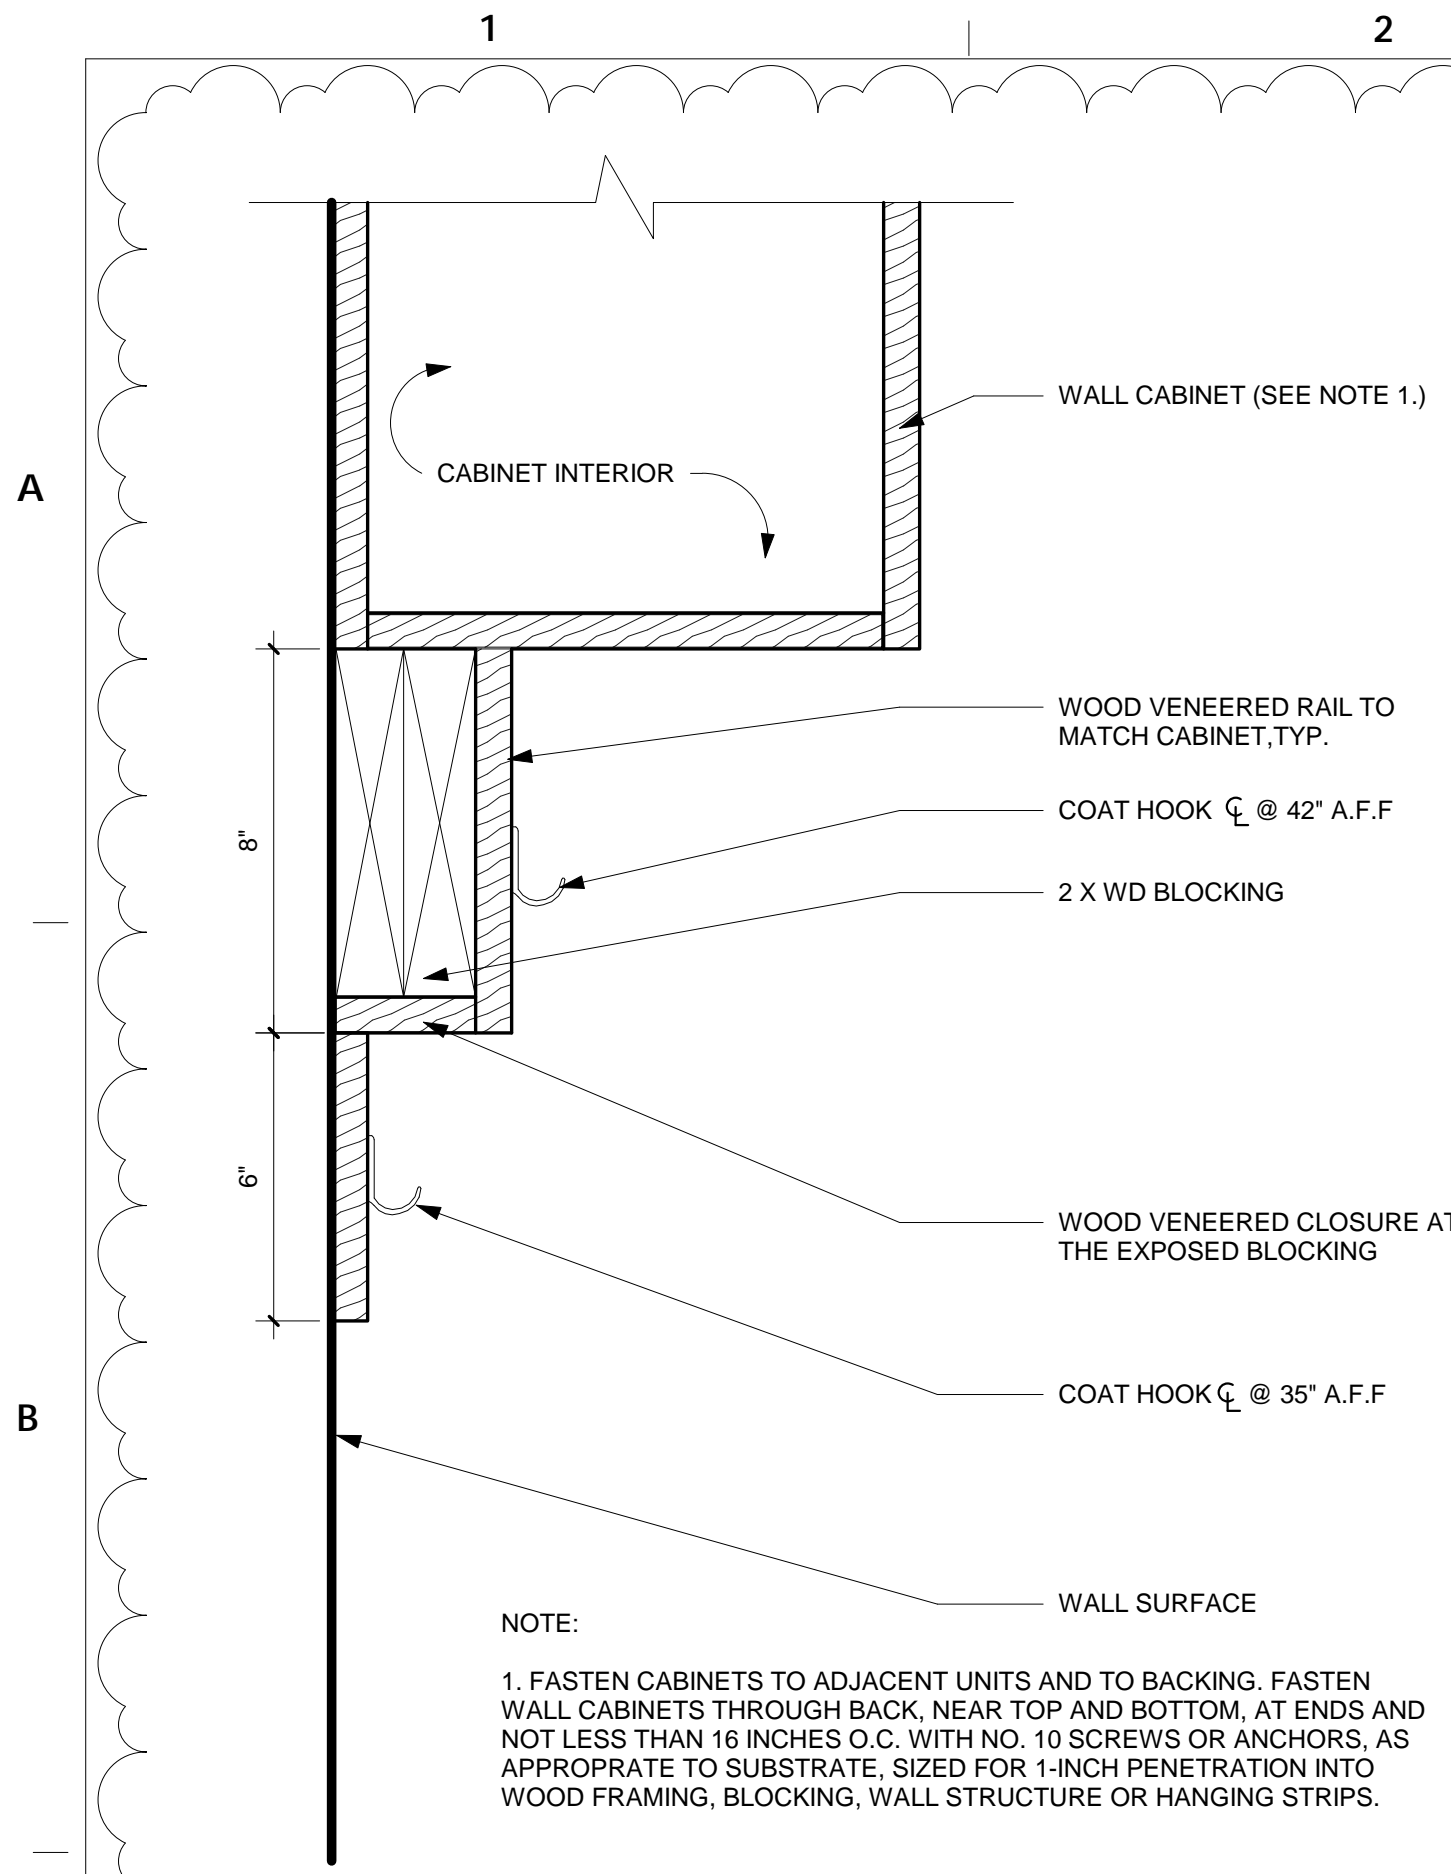 1
2
A
WALL CABINET (SEE NOTE 1.)
CABINET INTERIOR
WOOD VENEERED RAIL TO
MATCH CABINET,TYP.
COAT HOOK ℄ @ 42" A.F.F
8"
2 X WD BLOCKING
6"
WOOD VENEERED CLOSURE AT
THE EXPOSED BLOCKING
COAT HOOK ℄ @ 35" A.F.F
B
WALL SURFACE
NOTE:
1. FASTEN CABINETS TO ADJACENT UNITS AND TO BACKING. FASTEN
WALL CABINETS THROUGH BACK, NEAR TOP AND BOTTOM, AT ENDS AND
NOT LESS THAN 16 INCHES O.C. WITH NO. 10 SCREWS OR ANCHORS, AS
APPROPRATE TO SUBSTRATE, SIZED FOR 1-INCH PENETRATION INTO
WOOD FRAMING, BLOCKING, WALL STRUCTURE OR HANGING STRIPS.